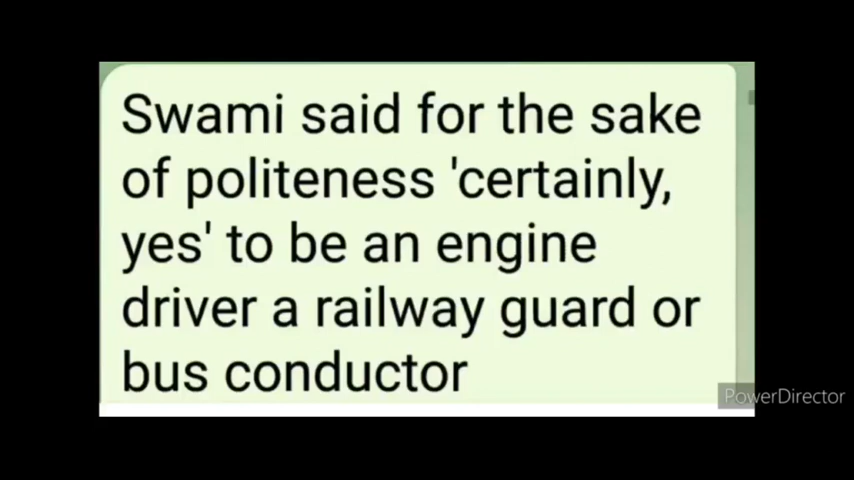 Swami said for the sake
of politeness 'certainly,
yes' to be an engine
driver a railway guard or
bus conductor
PowerDirector